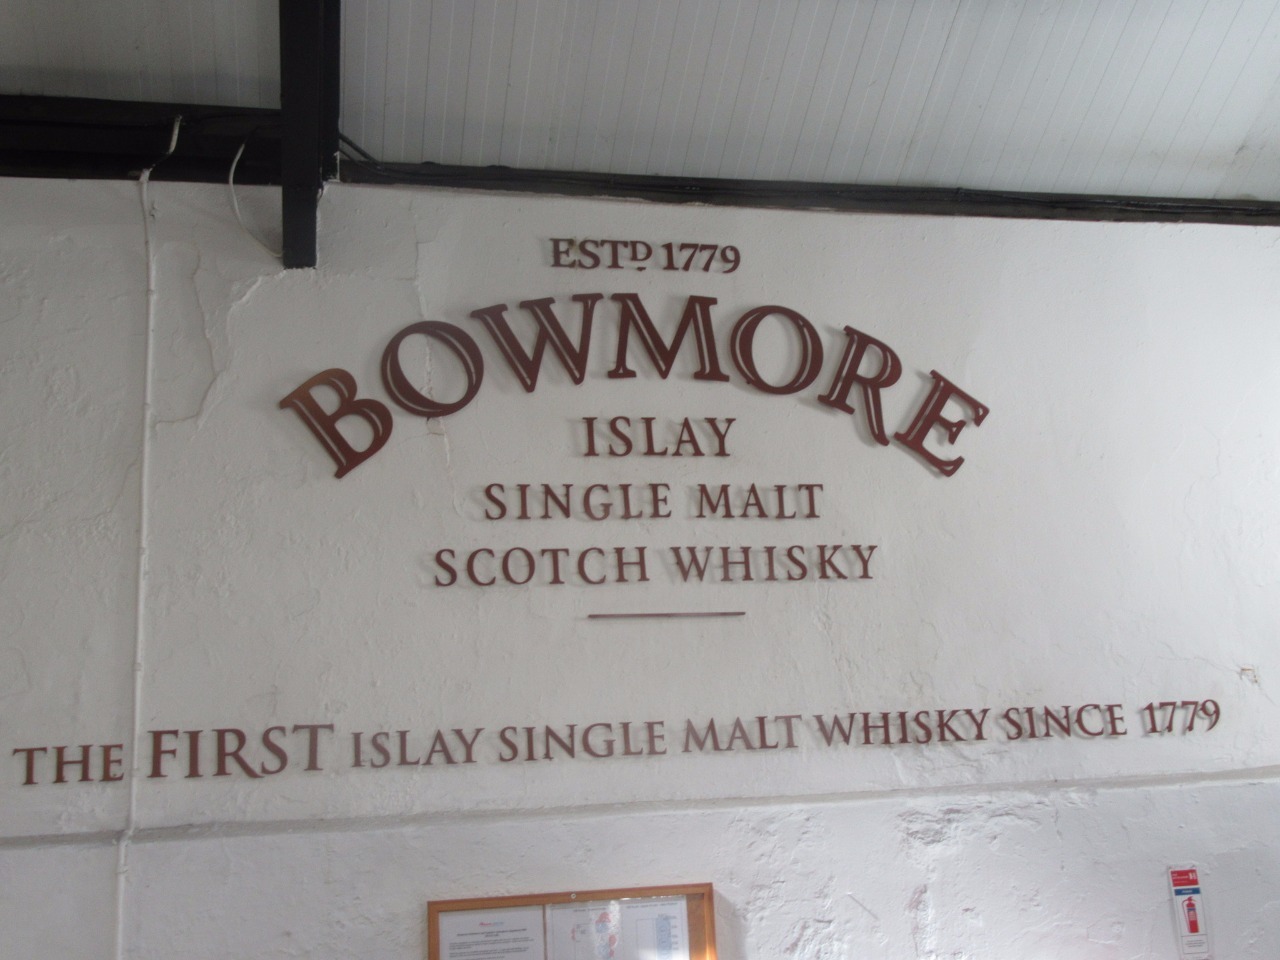 ESTD. 1779
BOWMORE
ISLAY
SINGLE MALT
SCOTCH WHISKY
THE FIRST ISLAY SINGLE MALT WHISKY SINCE 1779